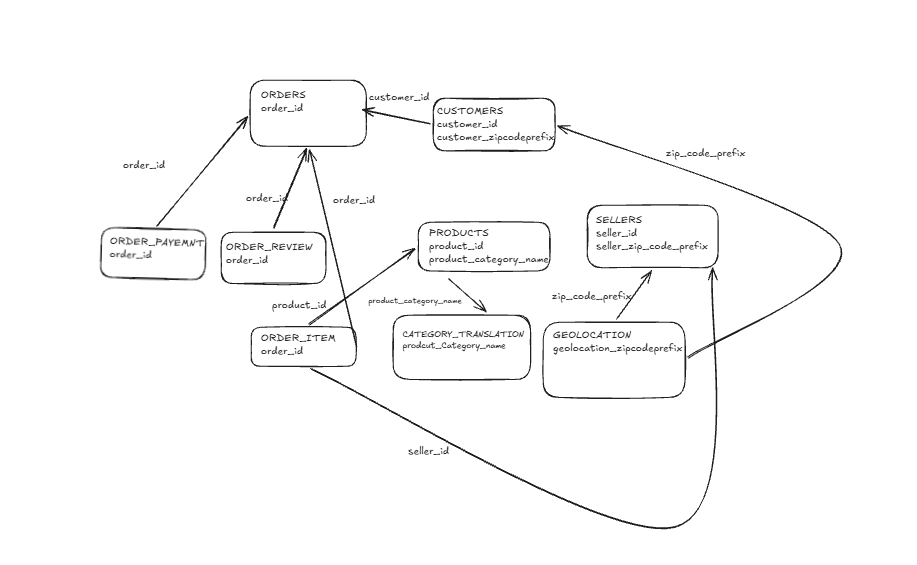 ORDERS
order_id
customer_id
CUSTOMERS
customer_id
customer_zipcodeprefix
zip_code_prefix
order_id
order_id
order_id
ORDER_PAYEMNT
order_id
ORDER_REVIEW
order_id
PRODUCTS
product_id
product_category_name
SELLERS
seller_id
seller_zip_code_prefix
product_id
product_category_name
zip_code_prefix
ORDER_ITEM
order_id
CATEGORY_TRANSLATION
prodcut_Category_name
GEOLOCATION
geolocation_zipcodeprefix
seller_id